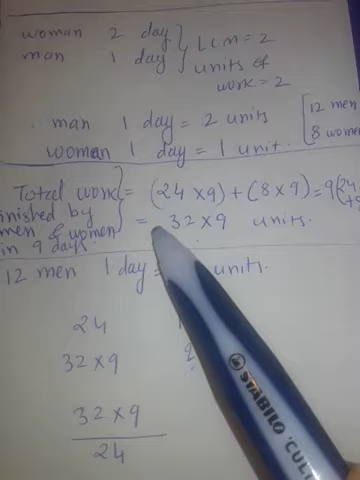 woman 2 day } LCM = 2
man 1 day } units of
work = 2
man 1 day = 2 units [ 12 men
woman 1 day = 1 unit. 8 women
Total work } = (24 × 9) + (8 × 9) = 9(24
finished by } = 32 × 9 units. +
men & women
in 9 days
12 men 1 day = units.
24
32 × 9
32 × 9
24
STABILO 'CULT